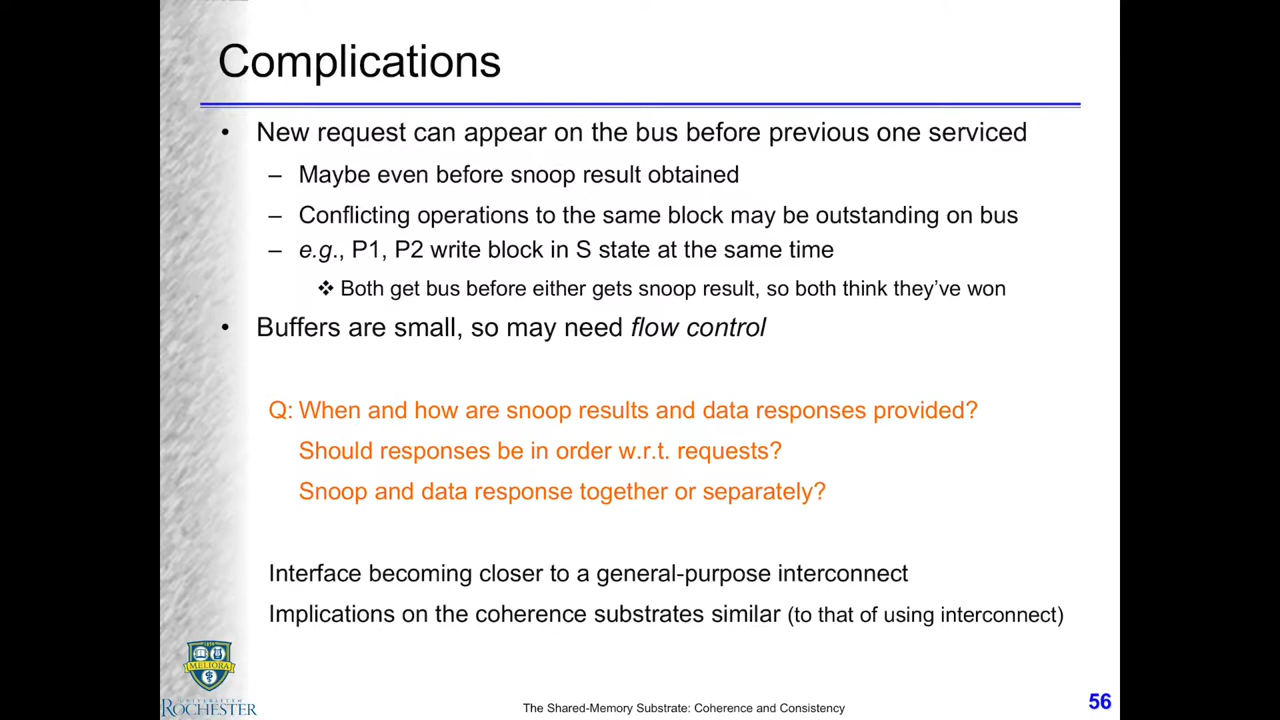 Complications
• New request can appear on the bus before previous one serviced
– Maybe even before snoop result obtained
– Conflicting operations to the same block may be outstanding on bus
– e.g., P1, P2 write block in S state at the same time
❖ Both get bus before either gets snoop result, so both think they’ve won
• Buffers are small, so may need flow control
Q: When and how are snoop results and data responses provided?
Should responses be in order w.r.t. requests?
Snoop and data response together or separately?
Interface becoming closer to a general-purpose interconnect
Implications on the coherence substrates similar (to that of using interconnect)
MELIORA
UNIVERSITY of
ROCHESTER
The Shared-Memory Substrate: Coherence and Consistency
56